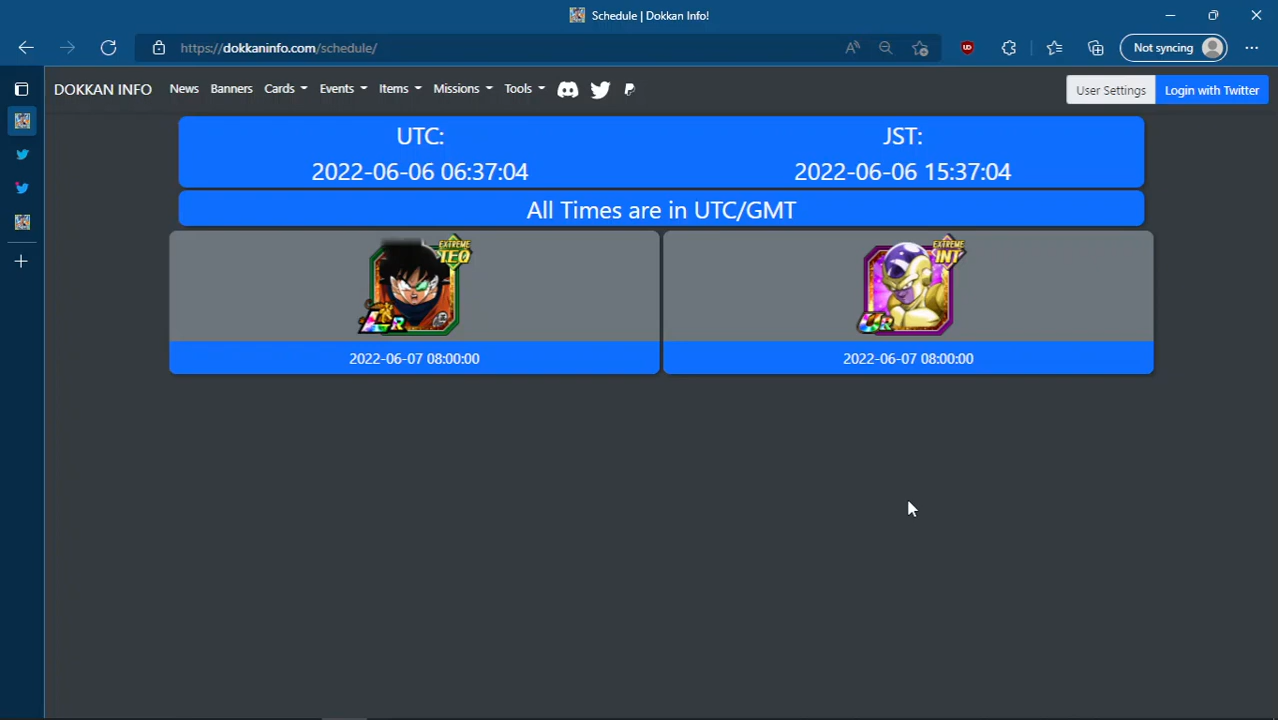 Schedule | Dokkan Info!
https://dokkaninfo.com/schedule/
Not syncing
DOKKAN INFO
News
Banners
Cards
Events
Items
Missions
Tools
User Settings
Login with Twitter
UTC:
2022-06-06 06:37:04
JST:
2022-06-06 15:37:04
All Times are in UTC/GMT
EXTREME
TEQ
LR
2022-06-07 08:00:00
EXTREME
INT
UR
2022-06-07 08:00:00